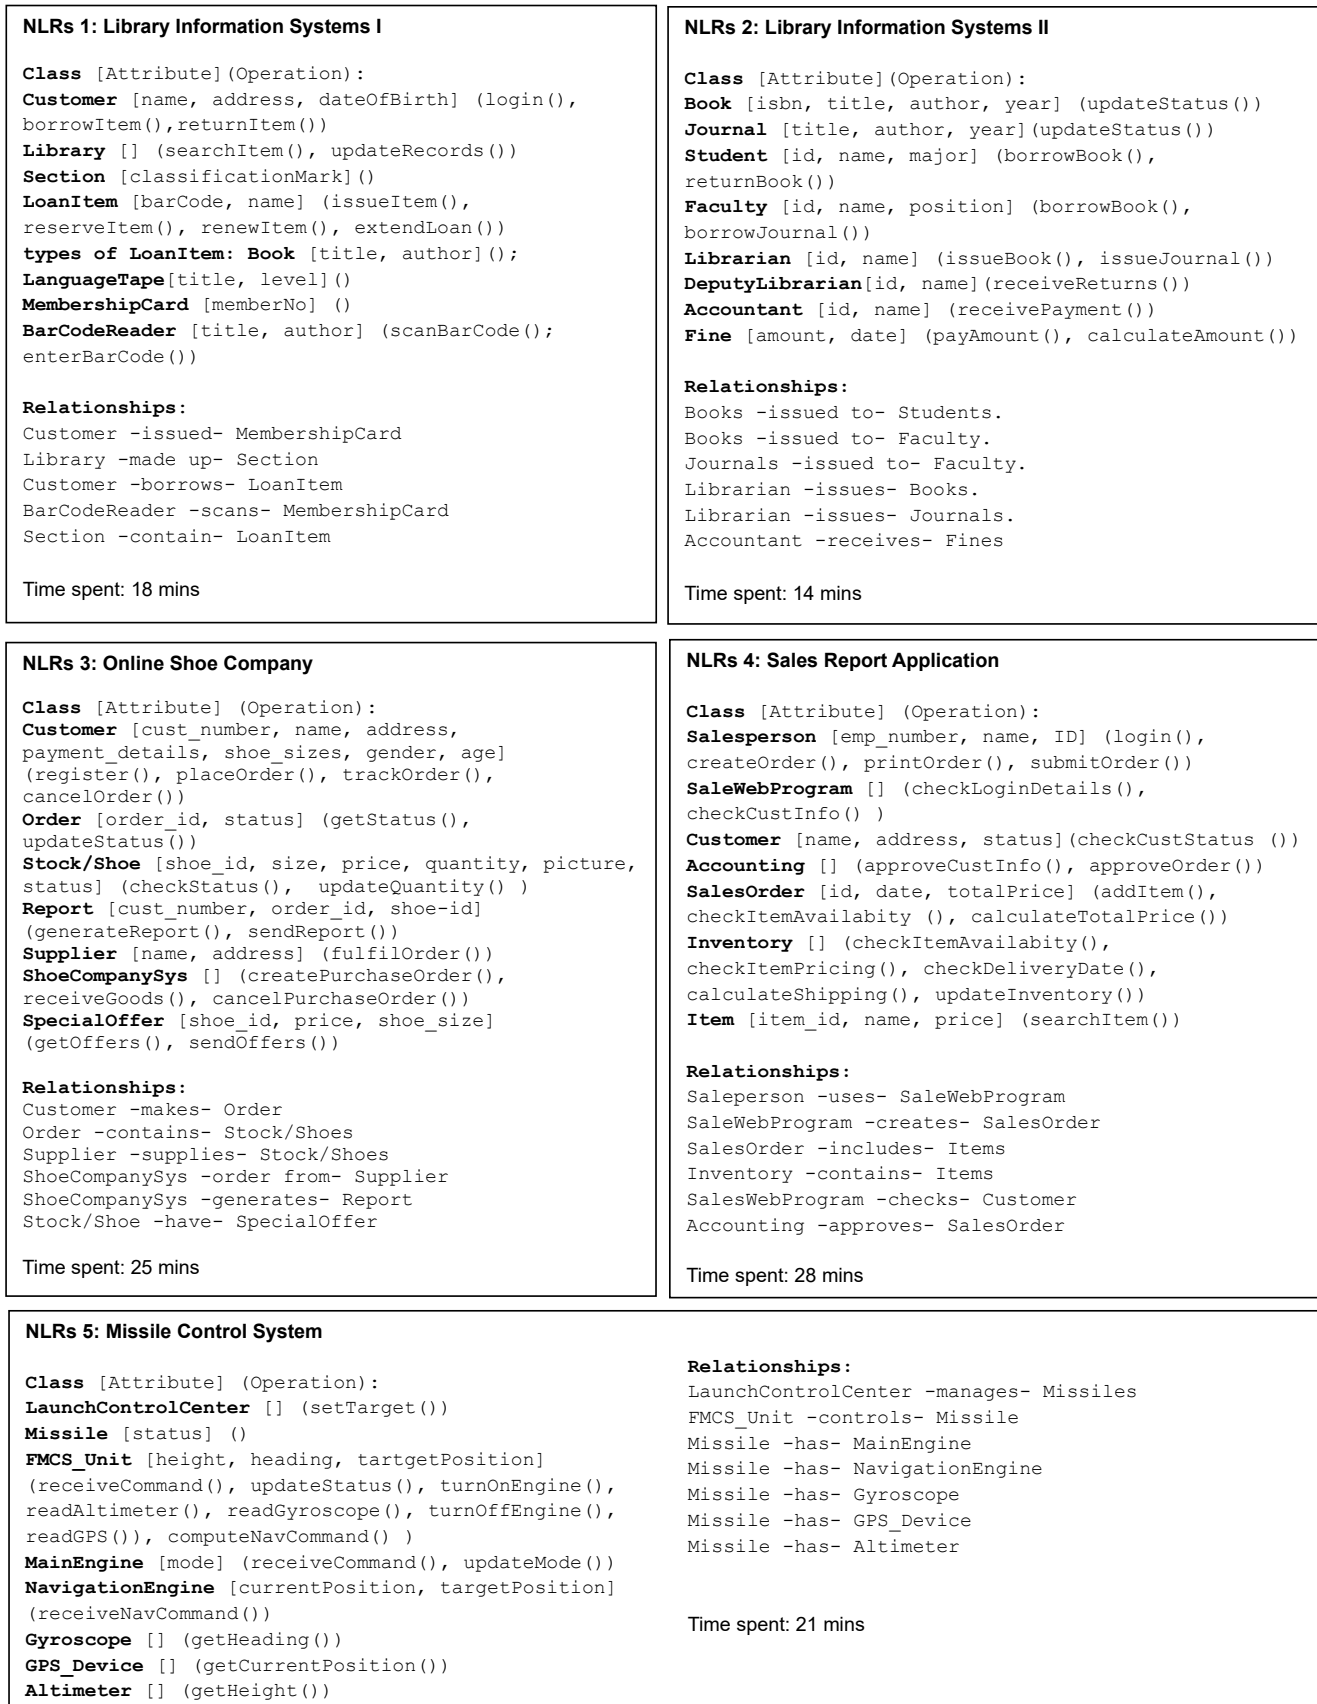 NLRs 1: Library Information Systems I
Class [Attribute](Operation):
Customer [name, address, dateOfBirth] (login(),
borrowItem(),returnItem())
Library [] (searchItem(), updateRecords())
Section [classificationMark]()
LoanItem [barCode, name] (issueItem(),
reserveItem(), renewItem(), extendLoan())
types of LoanItem: Book [title, author]();
LanguageTape[title, level]()
MembershipCard [memberNo] ()
BarCodeReader [title, author] (scanBarCode();
enterBarCode())
Relationships:
Customer -issued- MembershipCard
Library -made up- Section
Customer -borrows- LoanItem
BarCodeReader -scans- MembershipCard
Section -contain- LoanItem
Time spent: 18 mins
NLRs 2: Library Information Systems II
Class [Attribute](Operation):
Book [isbn, title, author, year] (updateStatus())
Journal [title, author, year](updateStatus())
Student [id, name, major] (borrowBook(),
returnBook())
Faculty [id, name, position] (borrowBook(),
borrowJournal())
Librarian [id, name] (issueBook(), issueJournal())
DeputyLibrarian[id, name](receiveReturns())
Accountant [id, name] (receivePayment())
Fine [amount, date] (payAmount(), calculateAmount())
Relationships:
Books -issued to- Students.
Books -issued to- Faculty.
Journals -issued to- Faculty.
Librarian -issues- Books.
Librarian -issues- Journals.
Accountant -receives- Fines
Time spent: 14 mins
NLRs 3: Online Shoe Company
Class [Attribute] (Operation):
Customer [cust_number, name, address,
payment_details, shoe_sizes, gender, age]
(register(), placeOrder(), trackOrder(),
cancelOrder())
Order [order_id, status] (getStatus(),
updateStatus())
Stock/Shoe [shoe_id, size, price, quantity, picture,
status] (checkStatus(),  updateQuantity() )
Report [cust_number, order_id, shoe-id]
(generateReport(), sendReport())
Supplier [name, address] (fulfilOrder())
ShoeCompanySys [] (createPurchaseOrder(),
receiveGoods(), cancelPurchaseOrder())
SpecialOffer [shoe_id, price, shoe_size]
(getOffers(), sendOffers())
Relationships:
Customer -makes- Order
Order -contains- Stock/Shoes
Supplier -supplies- Stock/Shoes
ShoeCompanySys -order from- Supplier
ShoeCompanySys -generates- Report
Stock/Shoe -have- SpecialOffer
Time spent: 25 mins
NLRs 4: Sales Report Application
Class [Attribute] (Operation):
Salesperson [emp_number, name, ID] (login(),
createOrder(), printOrder(), submitOrder())
SaleWebProgram [] (checkLoginDetails(),
checkCustInfo() )
Customer [name, address, status](checkCustStatus ())
Accounting [] (approveCustInfo(), approveOrder())
SalesOrder [id, date, totalPrice] (addItem(),
checkItemAvailabity (), calculateTotalPrice())
Inventory [] (checkItemAvailabity(),
checkItemPricing(), checkDeliveryDate(),
calculateShipping(), updateInventory())
Item [item_id, name, price] (searchItem())
Relationships:
Saleperson -uses- SaleWebProgram
SaleWebProgram -creates- SalesOrder
SalesOrder -includes- Items
Inventory -contains- Items
SalesWebProgram -checks- Customer
Accounting -approves- SalesOrder
Time spent: 28 mins
NLRs 5: Missile Control System
Class [Attribute] (Operation):
LaunchControlCenter [] (setTarget())
Missile [status] ()
FMCS_Unit [height, heading, tartgetPosition]
(receiveCommand(), updateStatus(), turnOnEngine(),
readAltimeter(), readGyroscope(), turnOffEngine(),
readGPS()), computeNavCommand() )
MainEngine [mode] (receiveCommand(), updateMode())
NavigationEngine [currentPosition, targetPosition]
(receiveNavCommand())
Gyroscope [] (getHeading())
GPS_Device [] (getCurrentPosition())
Altimeter [] (getHeight())
Relationships:
LaunchControlCenter -manages- Missiles
FMCS_Unit -controls- Missile
Missile -has- MainEngine
Missile -has- NavigationEngine
Missile -has- Gyroscope
Missile -has- GPS_Device
Missile -has- Altimeter
Time spent: 21 mins